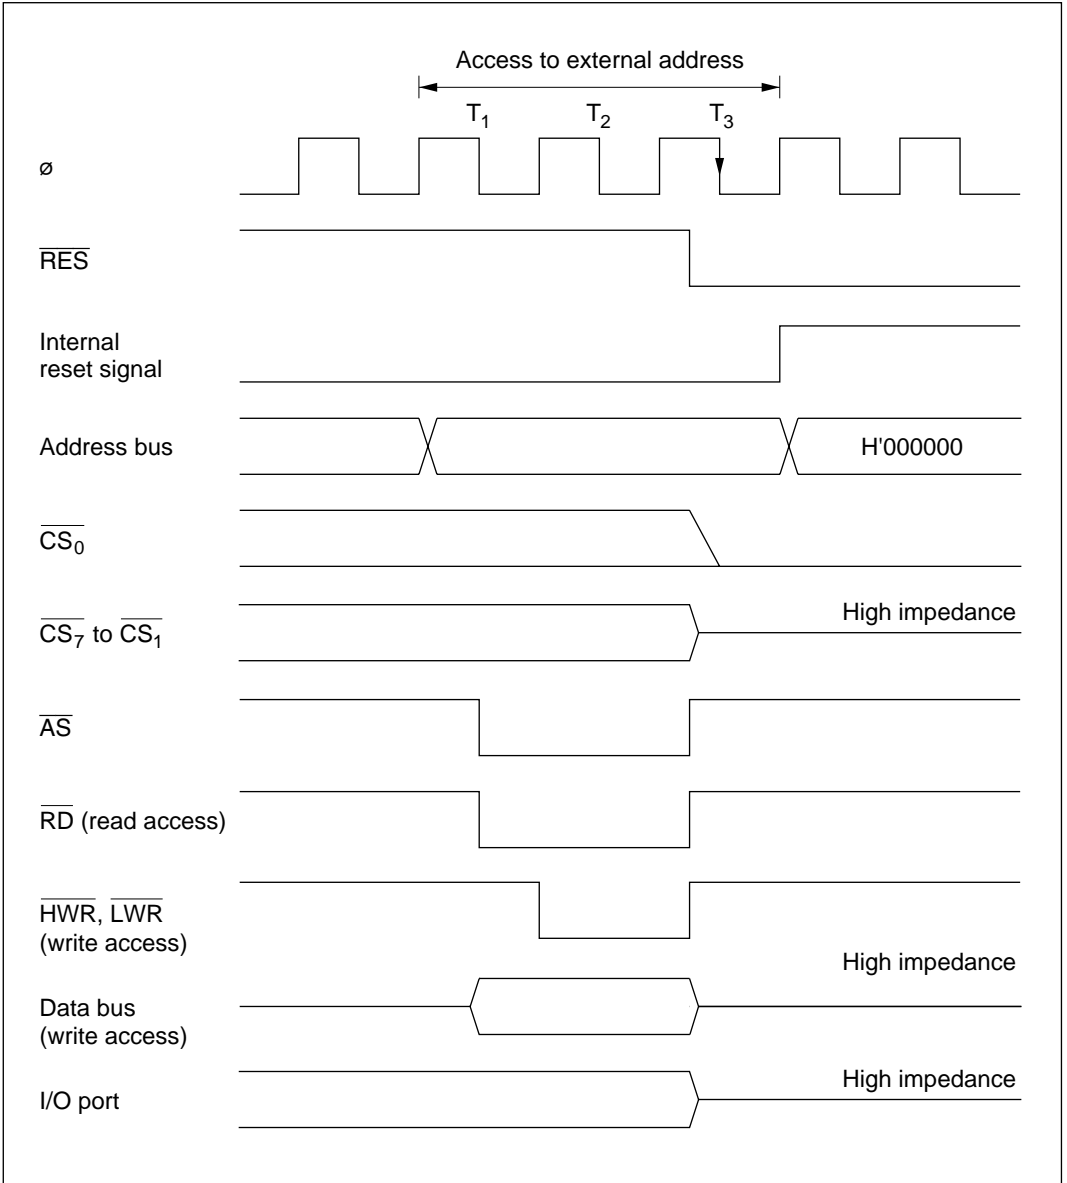 Access to external address
T1 T2 T3
ø
RES
Internal
reset signal
Address bus
H'000000
CS0
CS7 to CS1
High impedance
AS
RD (read access)
HWR, LWR
(write access)
High impedance
Data bus
(write access)
High impedance
I/O port